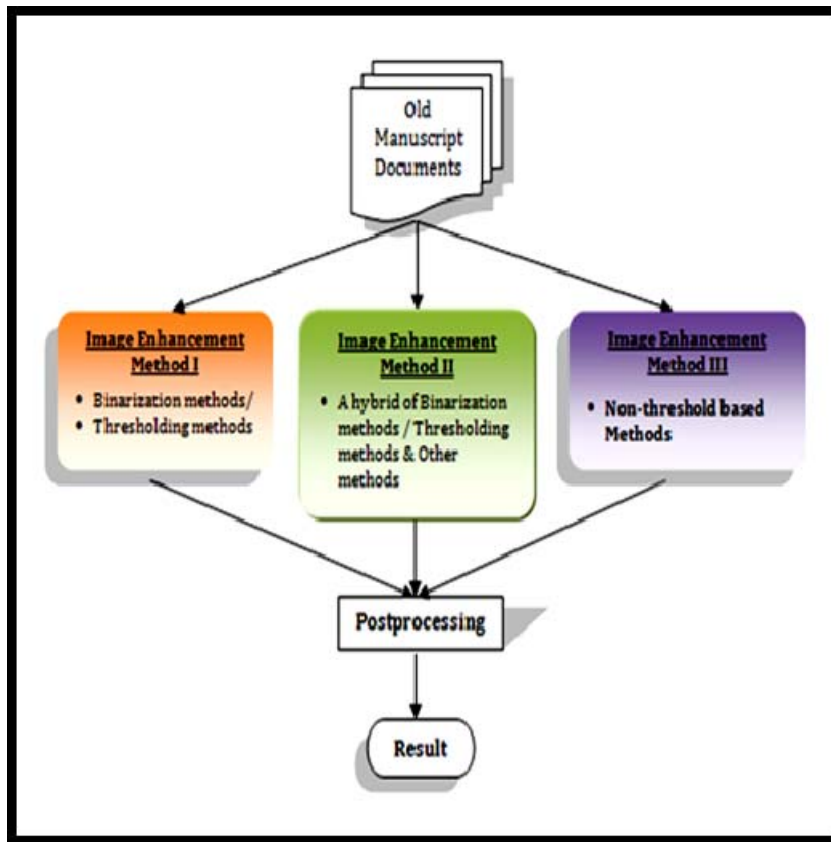 Old
Manuscript
Documents
Image Enhancement
Method I
• Binarization methods/
• Thresholding methods
Image Enhancement
Method II
• A hybrid of Binarization
methods / Thresholding
methods & Other
methods
Image Enhancement
Method III
• Non-threshold based
Methods
Postprocessing
Result